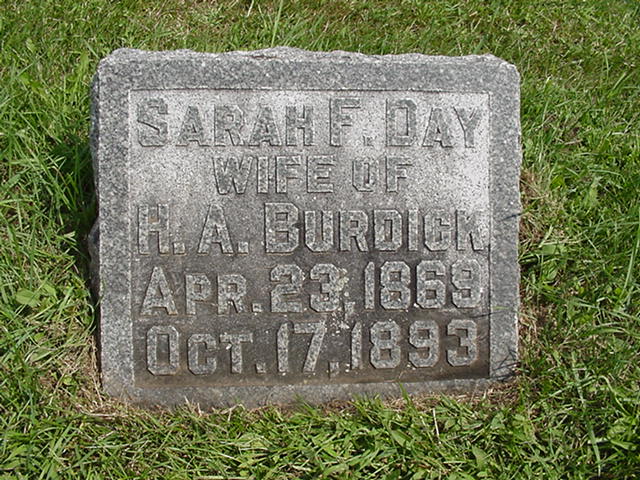 SARAH F. DAY
WIFE OF
H. A. BURDICK
APR. 23, 1869
OCT. 17, 1893